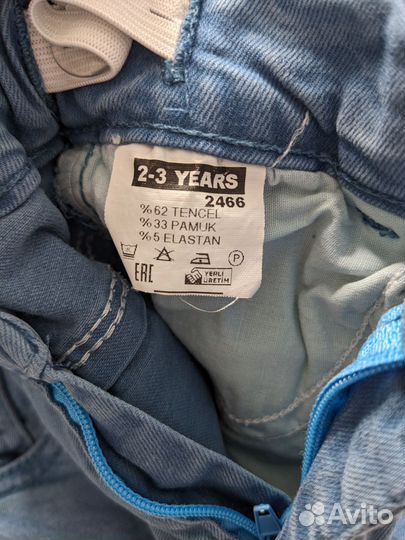 2-3 YEARS
2466
%62 TENCEL
%33 PAMUK
%5 ELASTAN
P
EAC
YERLİ
ÜRETİM
Avito